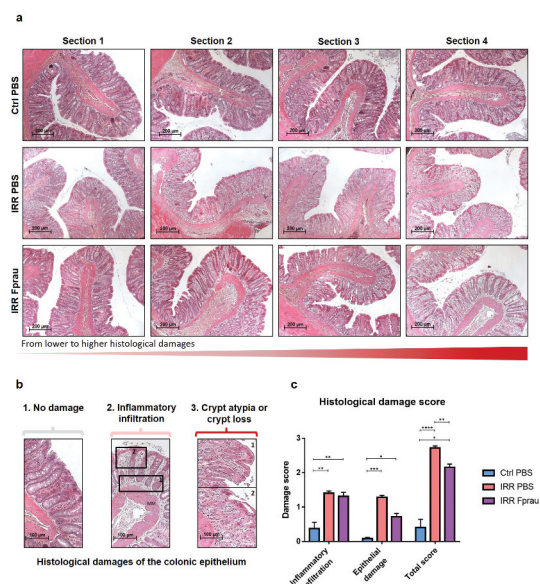 a
Section 1 Section 2 Section 3 Section 4
Ctrl PBS
200 µm 200 µm 200 µm 200 µm
IRR PBS
200 µm 200 µm 200 µm 200 µm
IRR Fprau
200 µm 200 µm 200 µm 200 µm
From lower to higher histological damages
b
1. No damage
2. Inflammatory
infiltration
3. Crypt atypia or
crypt loss
1
2
100 µm 100 µm 100 µm
Histological damages of the colonic epithelium
c
Histological damage score
Damage score
3
2
1
0
** ** *** * **** ** *
Ctrl PBS
IRR PBS
IRR Fprau
Inflammatory
infiltration
Epithelial
damage
Total score